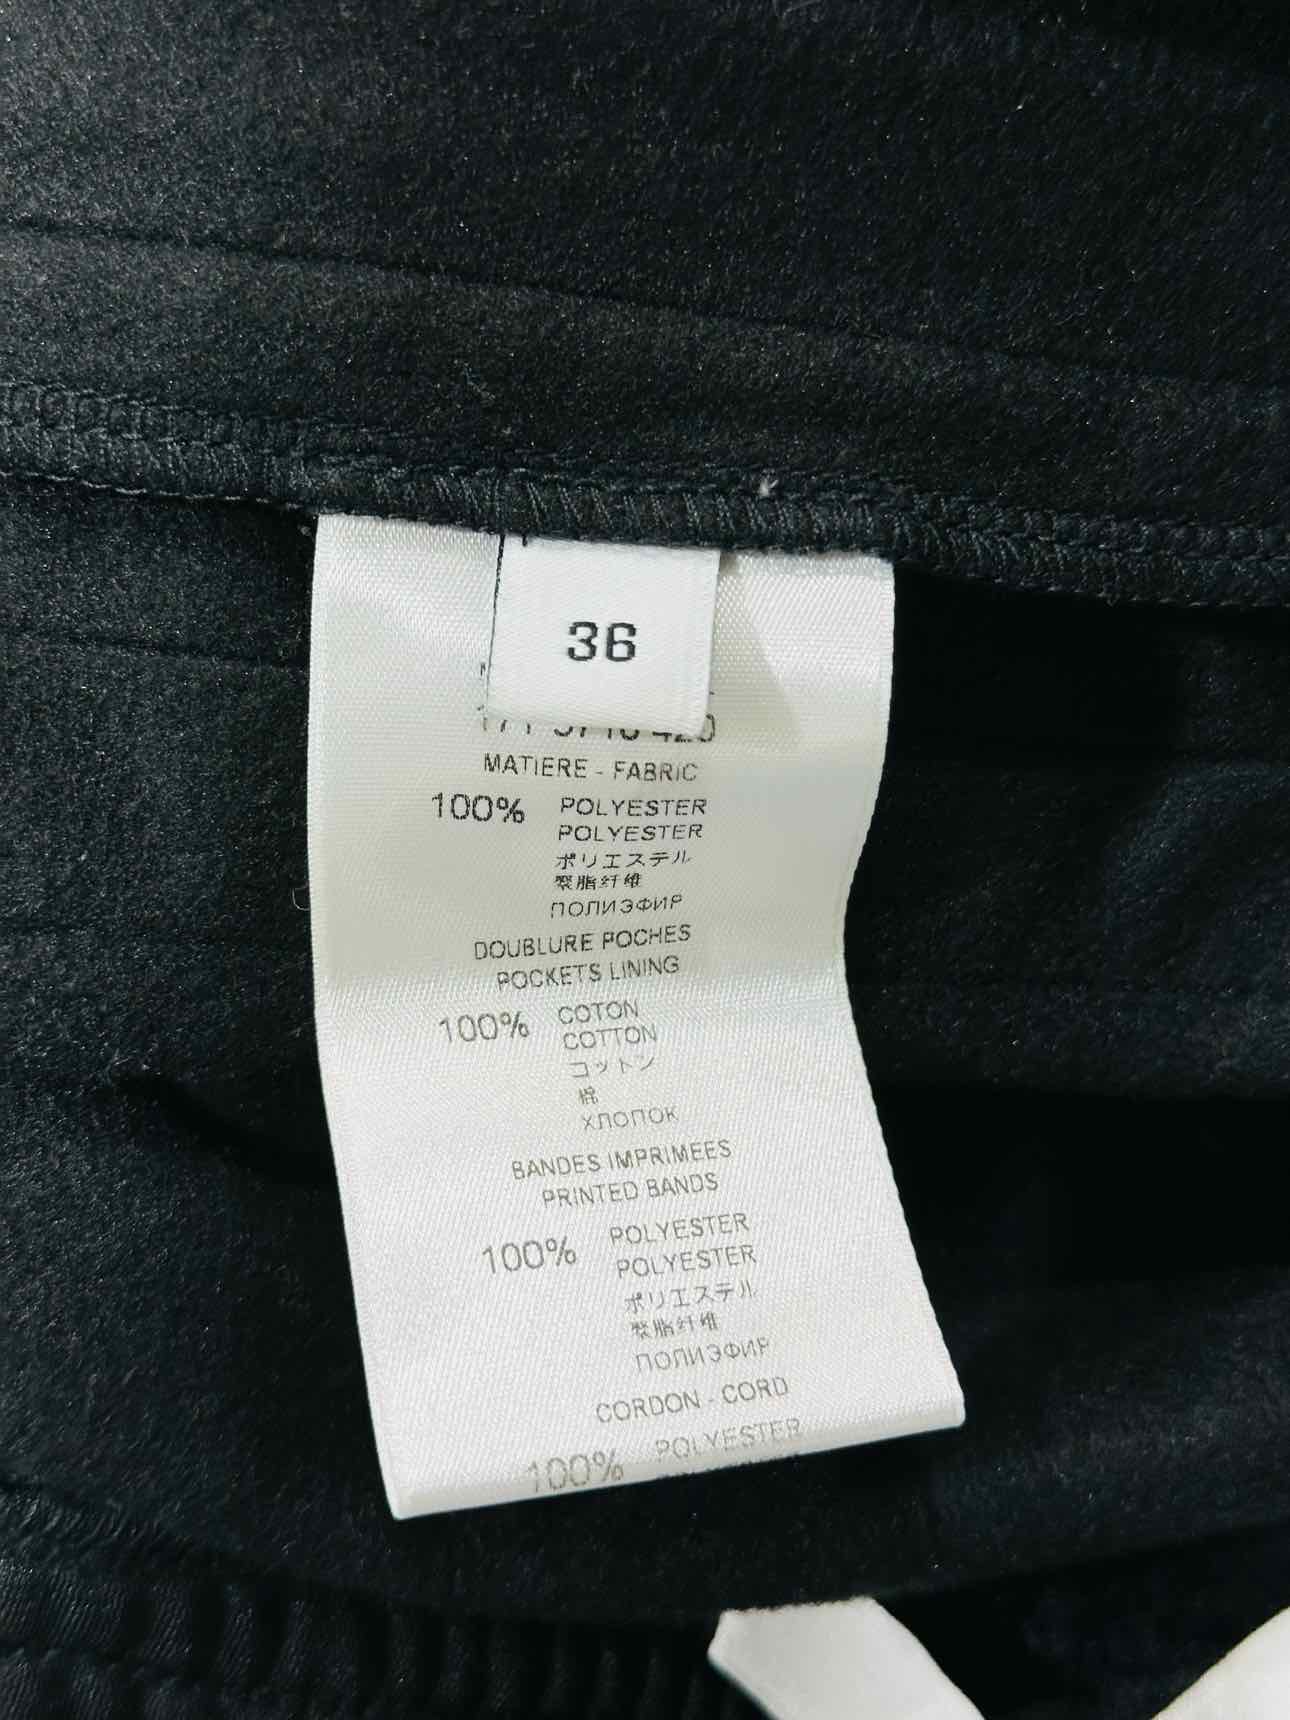 36
MATIERE - FABRIC
100% POLYESTER
POLYESTER
ポリエステル
聚脂纤维
ПОЛИЭФИР
DOUBLURE POCHES
POCKETS LINING
100% COTON
COTTON
コットン
棉
ХЛОПОК
BANDES IMPRIMEES
PRINTED BANDS
100% POLYESTER
POLYESTER
ポリエステル
聚脂纤维
ПОЛИЭФИР
CORDON - CORD
100% POLYESTER